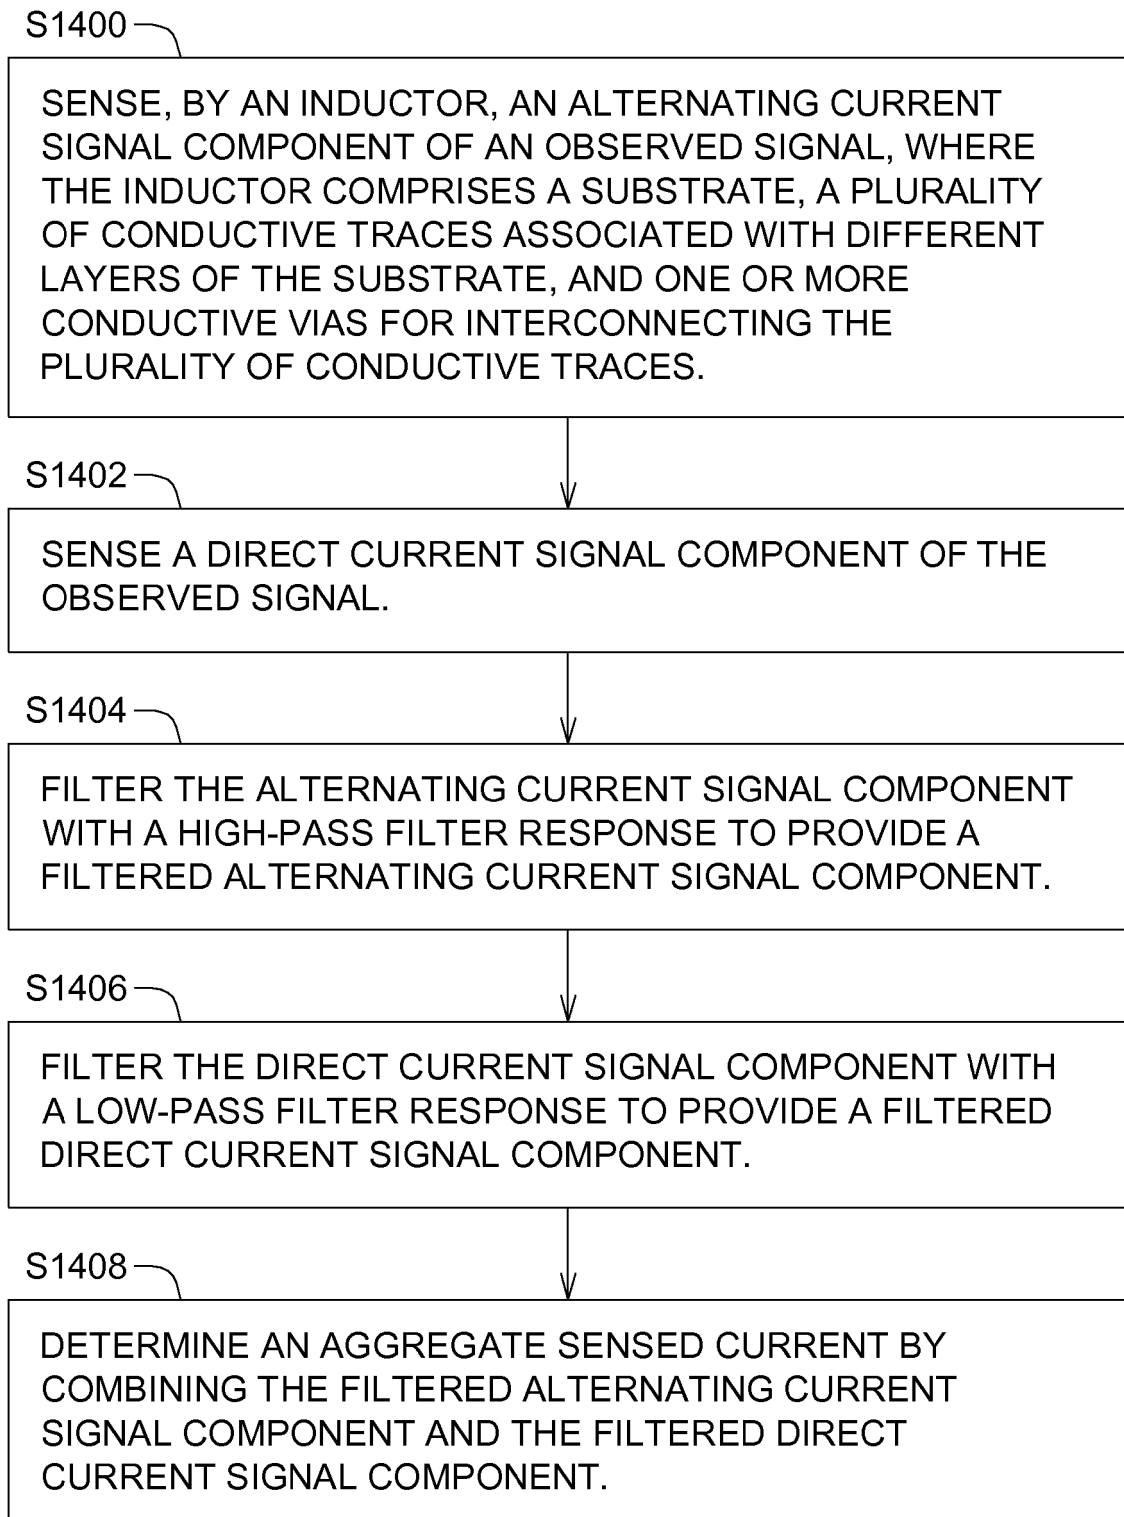 S1400
SENSE, BY AN INDUCTOR, AN ALTERNATING CURRENT
SIGNAL COMPONENT OF AN OBSERVED SIGNAL, WHERE
THE INDUCTOR COMPRISES A SUBSTRATE, A PLURALITY
OF CONDUCTIVE TRACES ASSOCIATED WITH DIFFERENT
LAYERS OF THE SUBSTRATE, AND ONE OR MORE
CONDUCTIVE VIAS FOR INTERCONNECTING THE
PLURALITY OF CONDUCTIVE TRACES.
S1402
SENSE A DIRECT CURRENT SIGNAL COMPONENT OF THE
OBSERVED SIGNAL.
S1404
FILTER THE ALTERNATING CURRENT SIGNAL COMPONENT
WITH A HIGH-PASS FILTER RESPONSE TO PROVIDE A
FILTERED ALTERNATING CURRENT SIGNAL COMPONENT.
S1406
FILTER THE DIRECT CURRENT SIGNAL COMPONENT WITH
A LOW-PASS FILTER RESPONSE TO PROVIDE A FILTERED
DIRECT CURRENT SIGNAL COMPONENT.
S1408
DETERMINE AN AGGREGATE SENSED CURRENT BY
COMBINING THE FILTERED ALTERNATING CURRENT
SIGNAL COMPONENT AND THE FILTERED DIRECT
CURRENT SIGNAL COMPONENT.